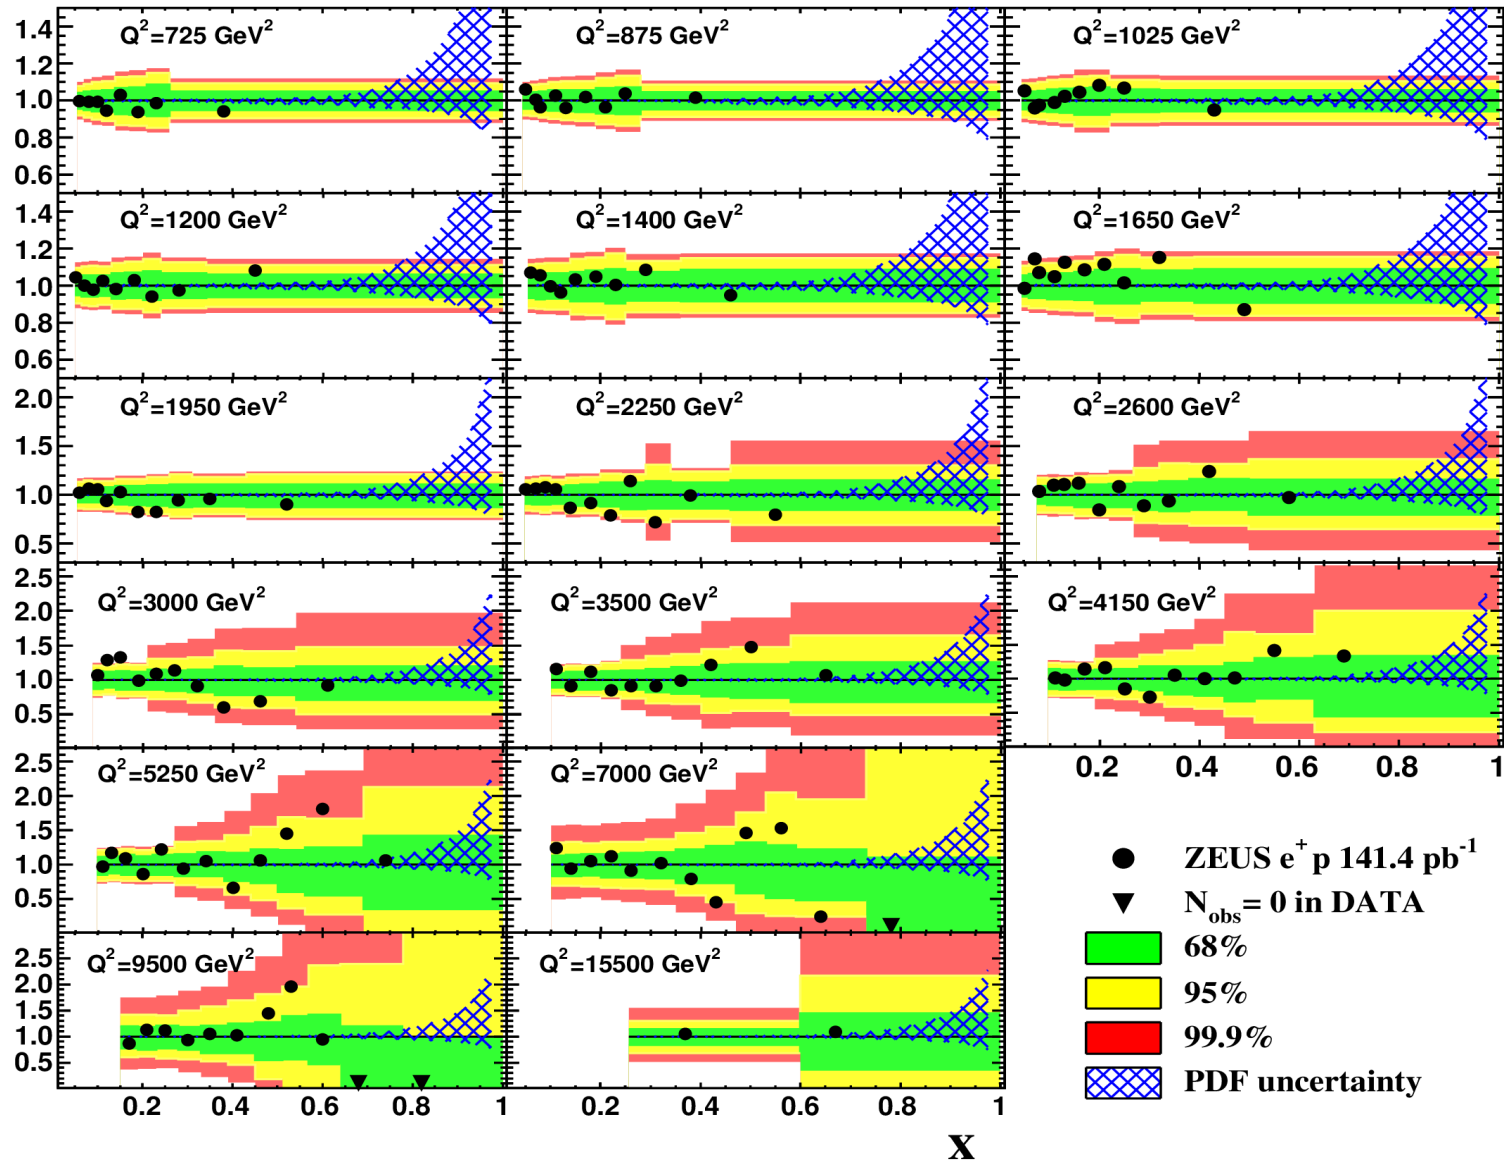 1.4
1.2
1.0
0.8
0.6
Q²=725 GeV²
Q²=875 GeV²
Q²=1025 GeV²
1.4
1.2
1.0
0.8
0.6
Q²=1200 GeV²
Q²=1400 GeV²
Q²=1650 GeV²
2.0
1.5
1.0
0.5
Q²=1950 GeV²
Q²=2250 GeV²
Q²=2600 GeV²
2.5
2.0
1.5
1.0
0.5
Q²=3000 GeV²
Q²=3500 GeV²
Q²=4150 GeV²
0.2 0.4 0.6 0.8 1
2.5
2.0
1.5
1.0
0.5
Q²=5250 GeV²
Q²=7000 GeV²
2.5
2.0
1.5
1.0
0.5
Q²=9500 GeV²
Q²=15500 GeV²
0.2 0.4 0.6 0.8 1
0.2 0.4 0.6 0.8 1
x
ZEUS e⁺p 141.4 pb⁻¹
N_obs= 0 in DATA
68%
95%
99.9%
PDF uncertainty